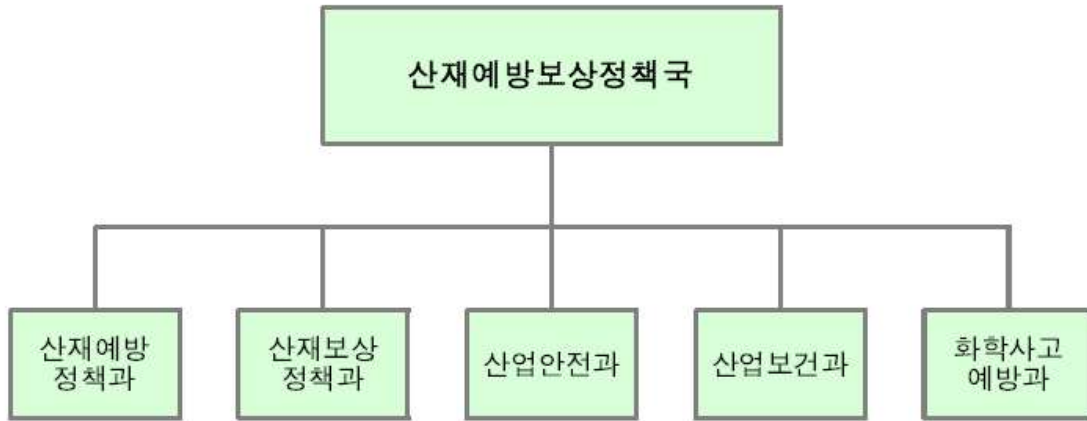 산재예방보상정책국
산재예방
정책과
산재보상
정책과
산업안전과
산업보건과
화학사고
예방과